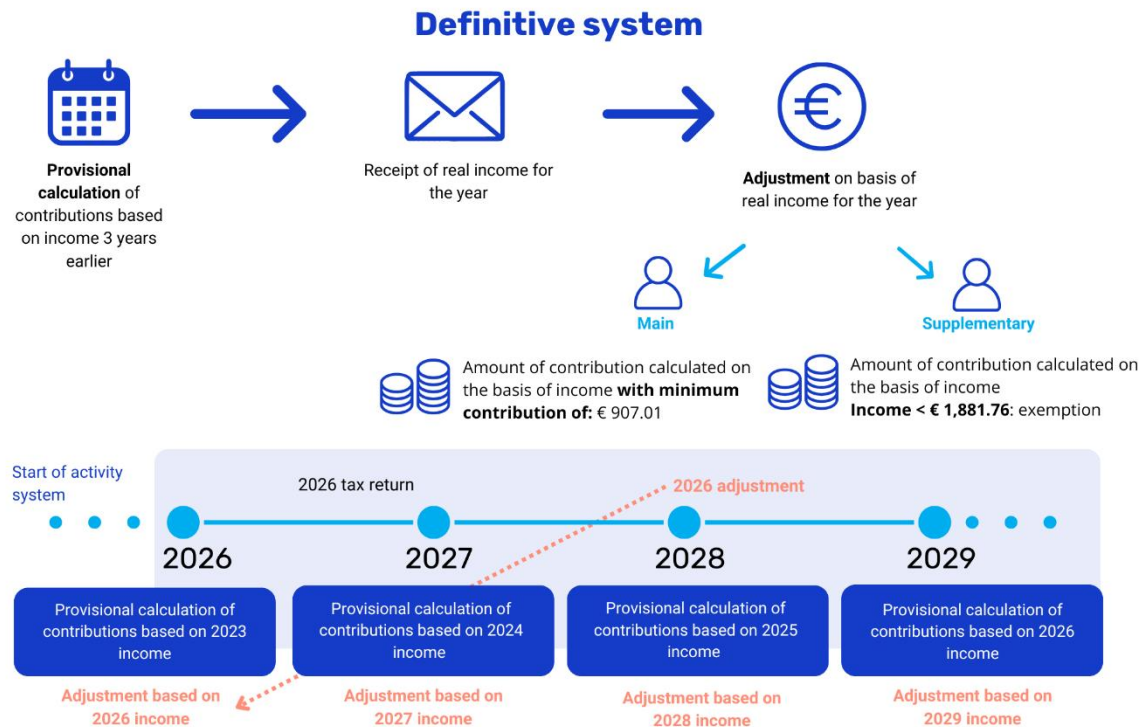 Definitive system
Provisional
calculation of
contributions based
on income 3 years
earlier
Receipt of real income for
the year
Adjustment on basis of
real income for the year
Main
Supplementary
Amount of contribution calculated on
the basis of income with minimum
contribution of: € 907.01
Amount of contribution calculated on
the basis of income
Income < € 1,881.76: exemption
Start of activity
system
2026 tax return
2026 adjustment
2026
2027
2028
2029
Provisional calculation of
contributions based on 2023
income
Provisional calculation of
contributions based on 2024
income
Provisional calculation of
contributions based on 2025
income
Provisional calculation of
contributions based on 2026
income
Adjustment based on
2026 income
Adjustment based on
2027 income
Adjustment based on
2028 income
Adjustment based on
2029 income